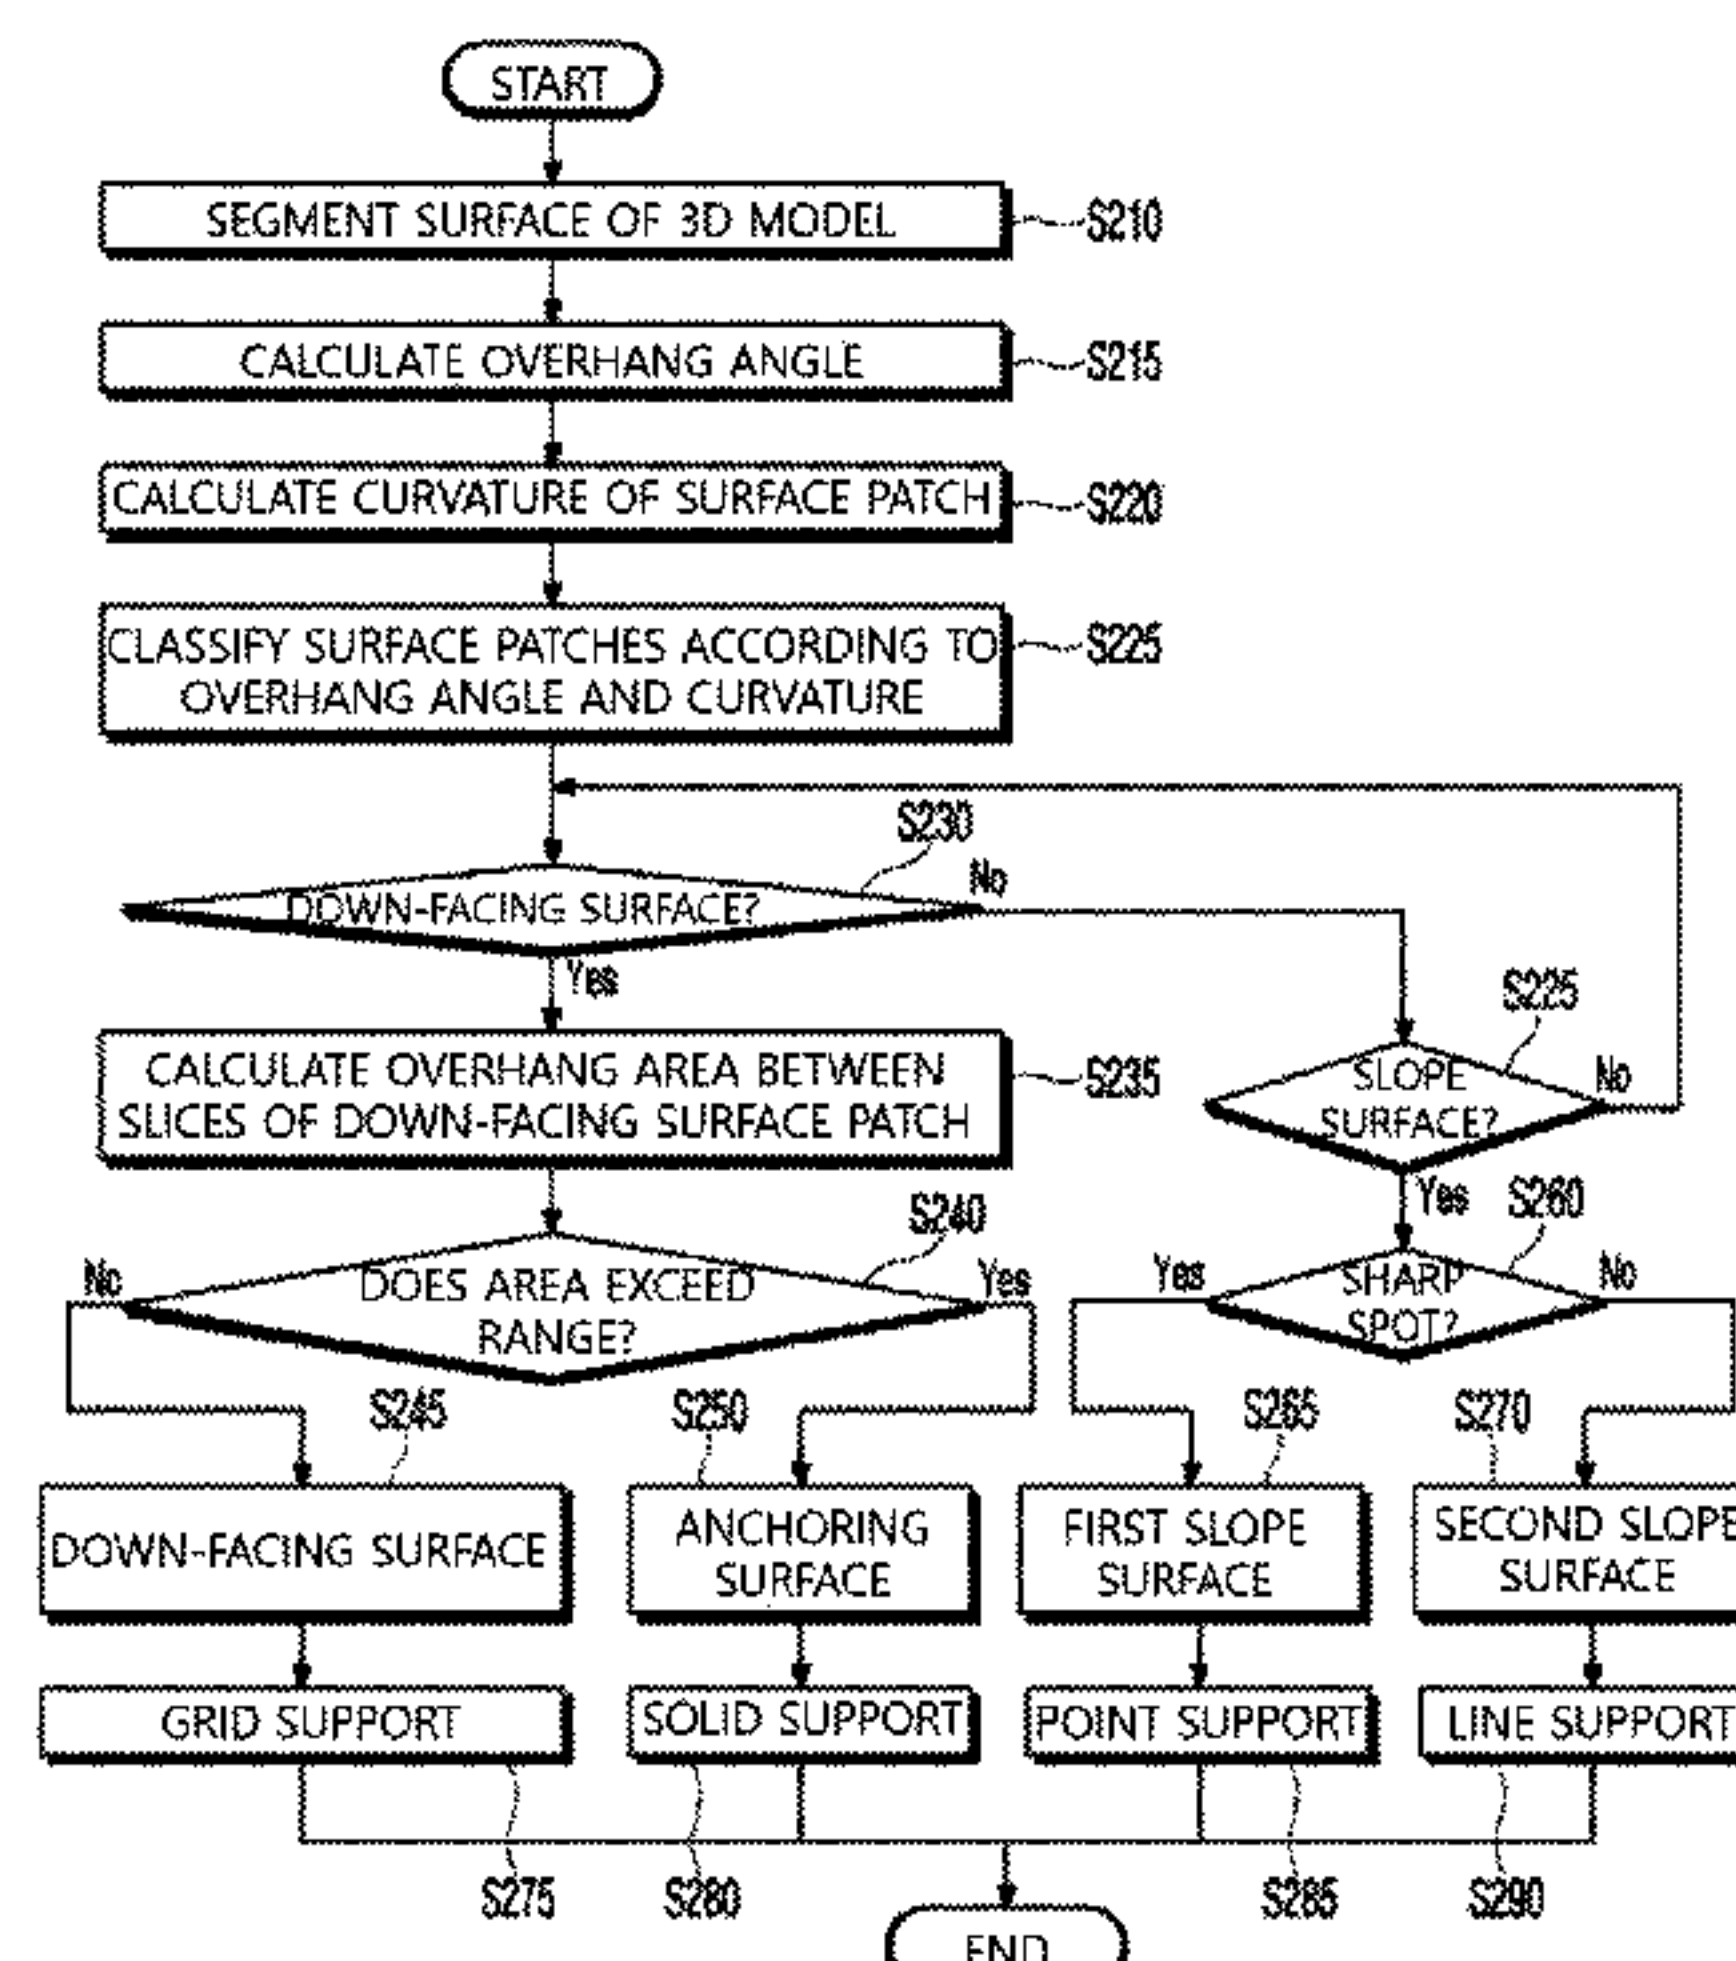 START
SEGMENT SURFACE OF 3D MODEL
S210
CALCULATE OVERHANG ANGLE
S215
CALCULATE CURVATURE OF SURFACE PATCH
S220
CLASSIFY SURFACE PATCHES ACCORDING TO
OVERHANG ANGLE AND CURVATURE
S225
S230
DOWN-FACING SURFACE?
No
Yes
S225
SLOPE
SURFACE?
No
Yes
CALCULATE OVERHANG AREA BETWEEN
SLICES OF DOWN-FACING SURFACE PATCH
S235
S240
DOES AREA EXCEED
RANGE?
No
Yes
S260
SHARP
SPOT?
Yes
No
S245
S250
S265
S270
DOWN-FACING SURFACE
ANCHORING
SURFACE
FIRST SLOPE
SURFACE
SECOND SLOPE
SURFACE
GRID SUPPORT
SOLID SUPPORT
POINT SUPPORT
LINE SUPPORT
S275
S280
S285
S290
END